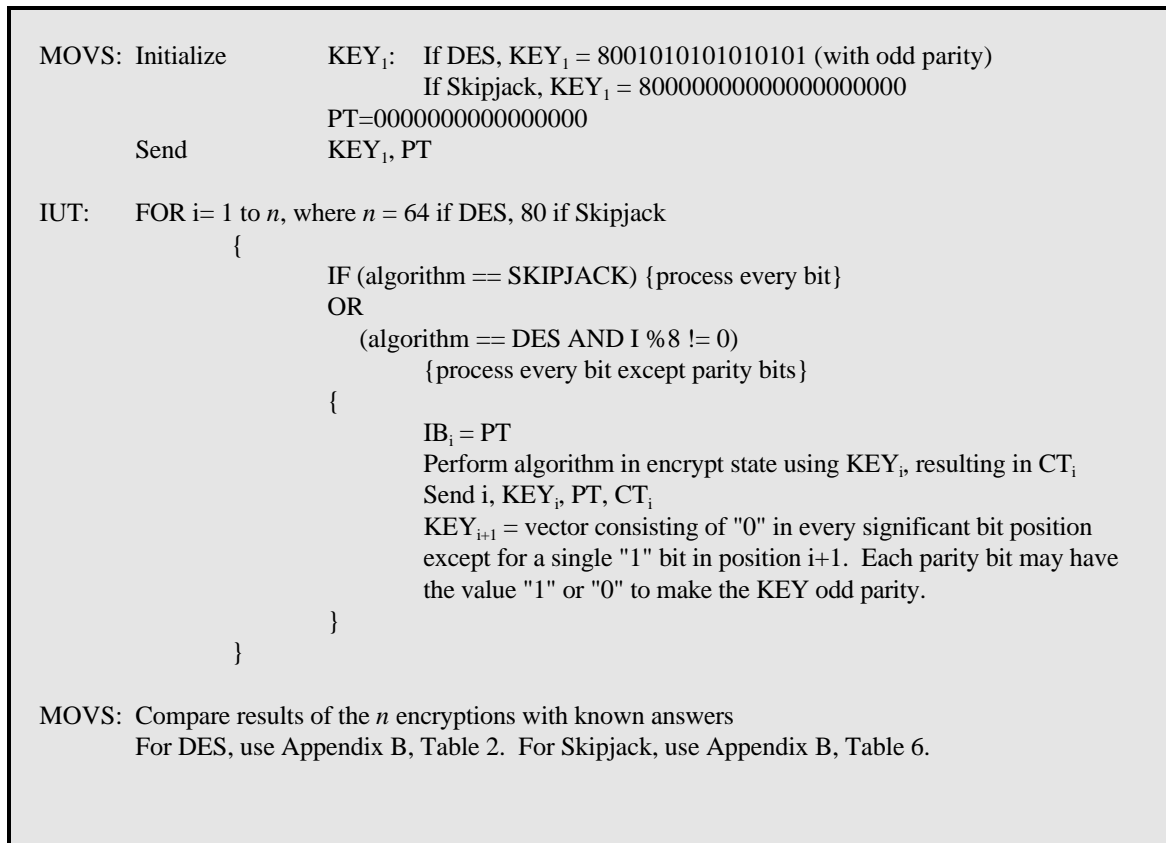 MOVS: Initialize KEY₁: If DES, KEY₁ = 8001010101010101 (with odd parity)
If Skipjack, KEY₁ = 80000000000000000000
PT=0000000000000000
Send KEY₁, PT
IUT: FOR i= 1 to n, where n = 64 if DES, 80 if Skipjack
{
IF (algorithm == SKIPJACK) {process every bit}
OR
(algorithm == DES AND I %8 != 0)
{process every bit except parity bits}
{
IBᵢ = PT
Perform algorithm in encrypt state using KEYᵢ, resulting in CTᵢ
Send i, KEYᵢ, PT, CTᵢ
KEYᵢ₊₁ = vector consisting of "0" in every significant bit position
except for a single "1" bit in position i+1. Each parity bit may have
the value "1" or "0" to make the KEY odd parity.
}
}
MOVS: Compare results of the n encryptions with known answers
For DES, use Appendix B, Table 2. For Skipjack, use Appendix B, Table 6.